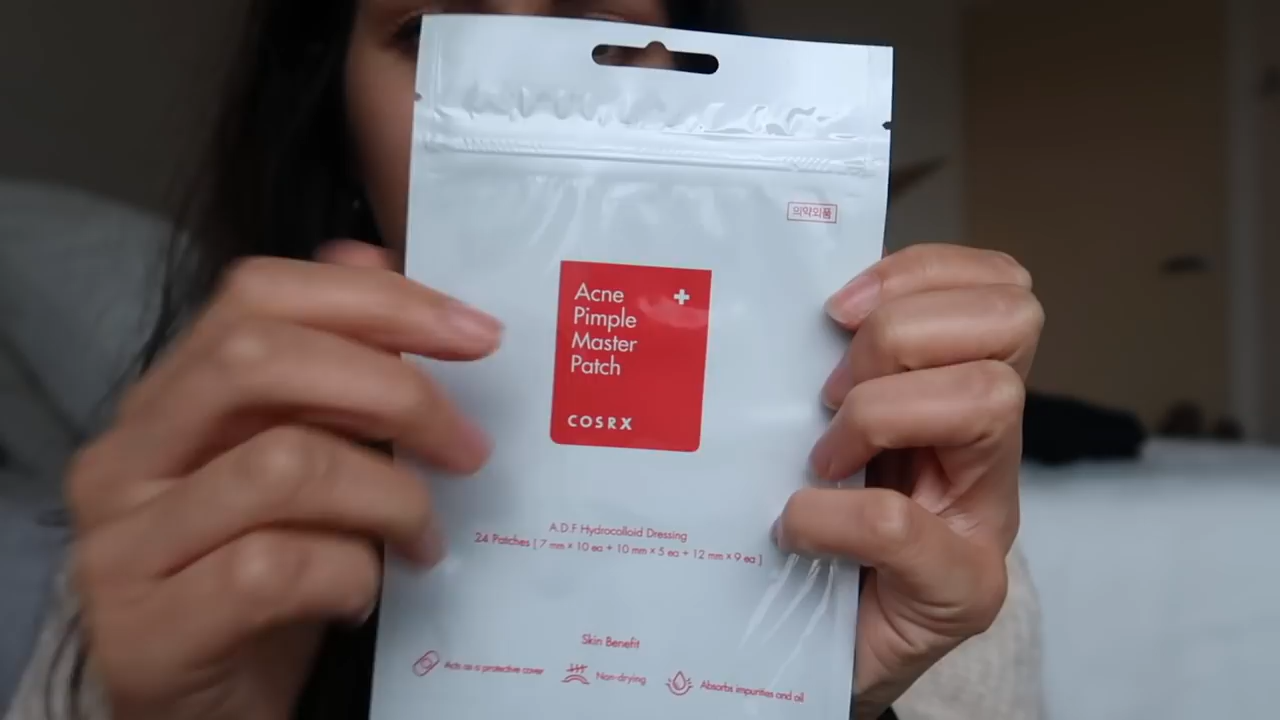 의약외품
Acne
Pimple
Master
Patch
COSRX
A.D.F Hydrocolloid Dressing
24 Patches [ 7 mm × 10 ea + 10 mm × 5 ea + 12 mm × 9 ea ]
Skin Benefit
Acts as a protective cover
Non-drying
Absorbs impurities and oil